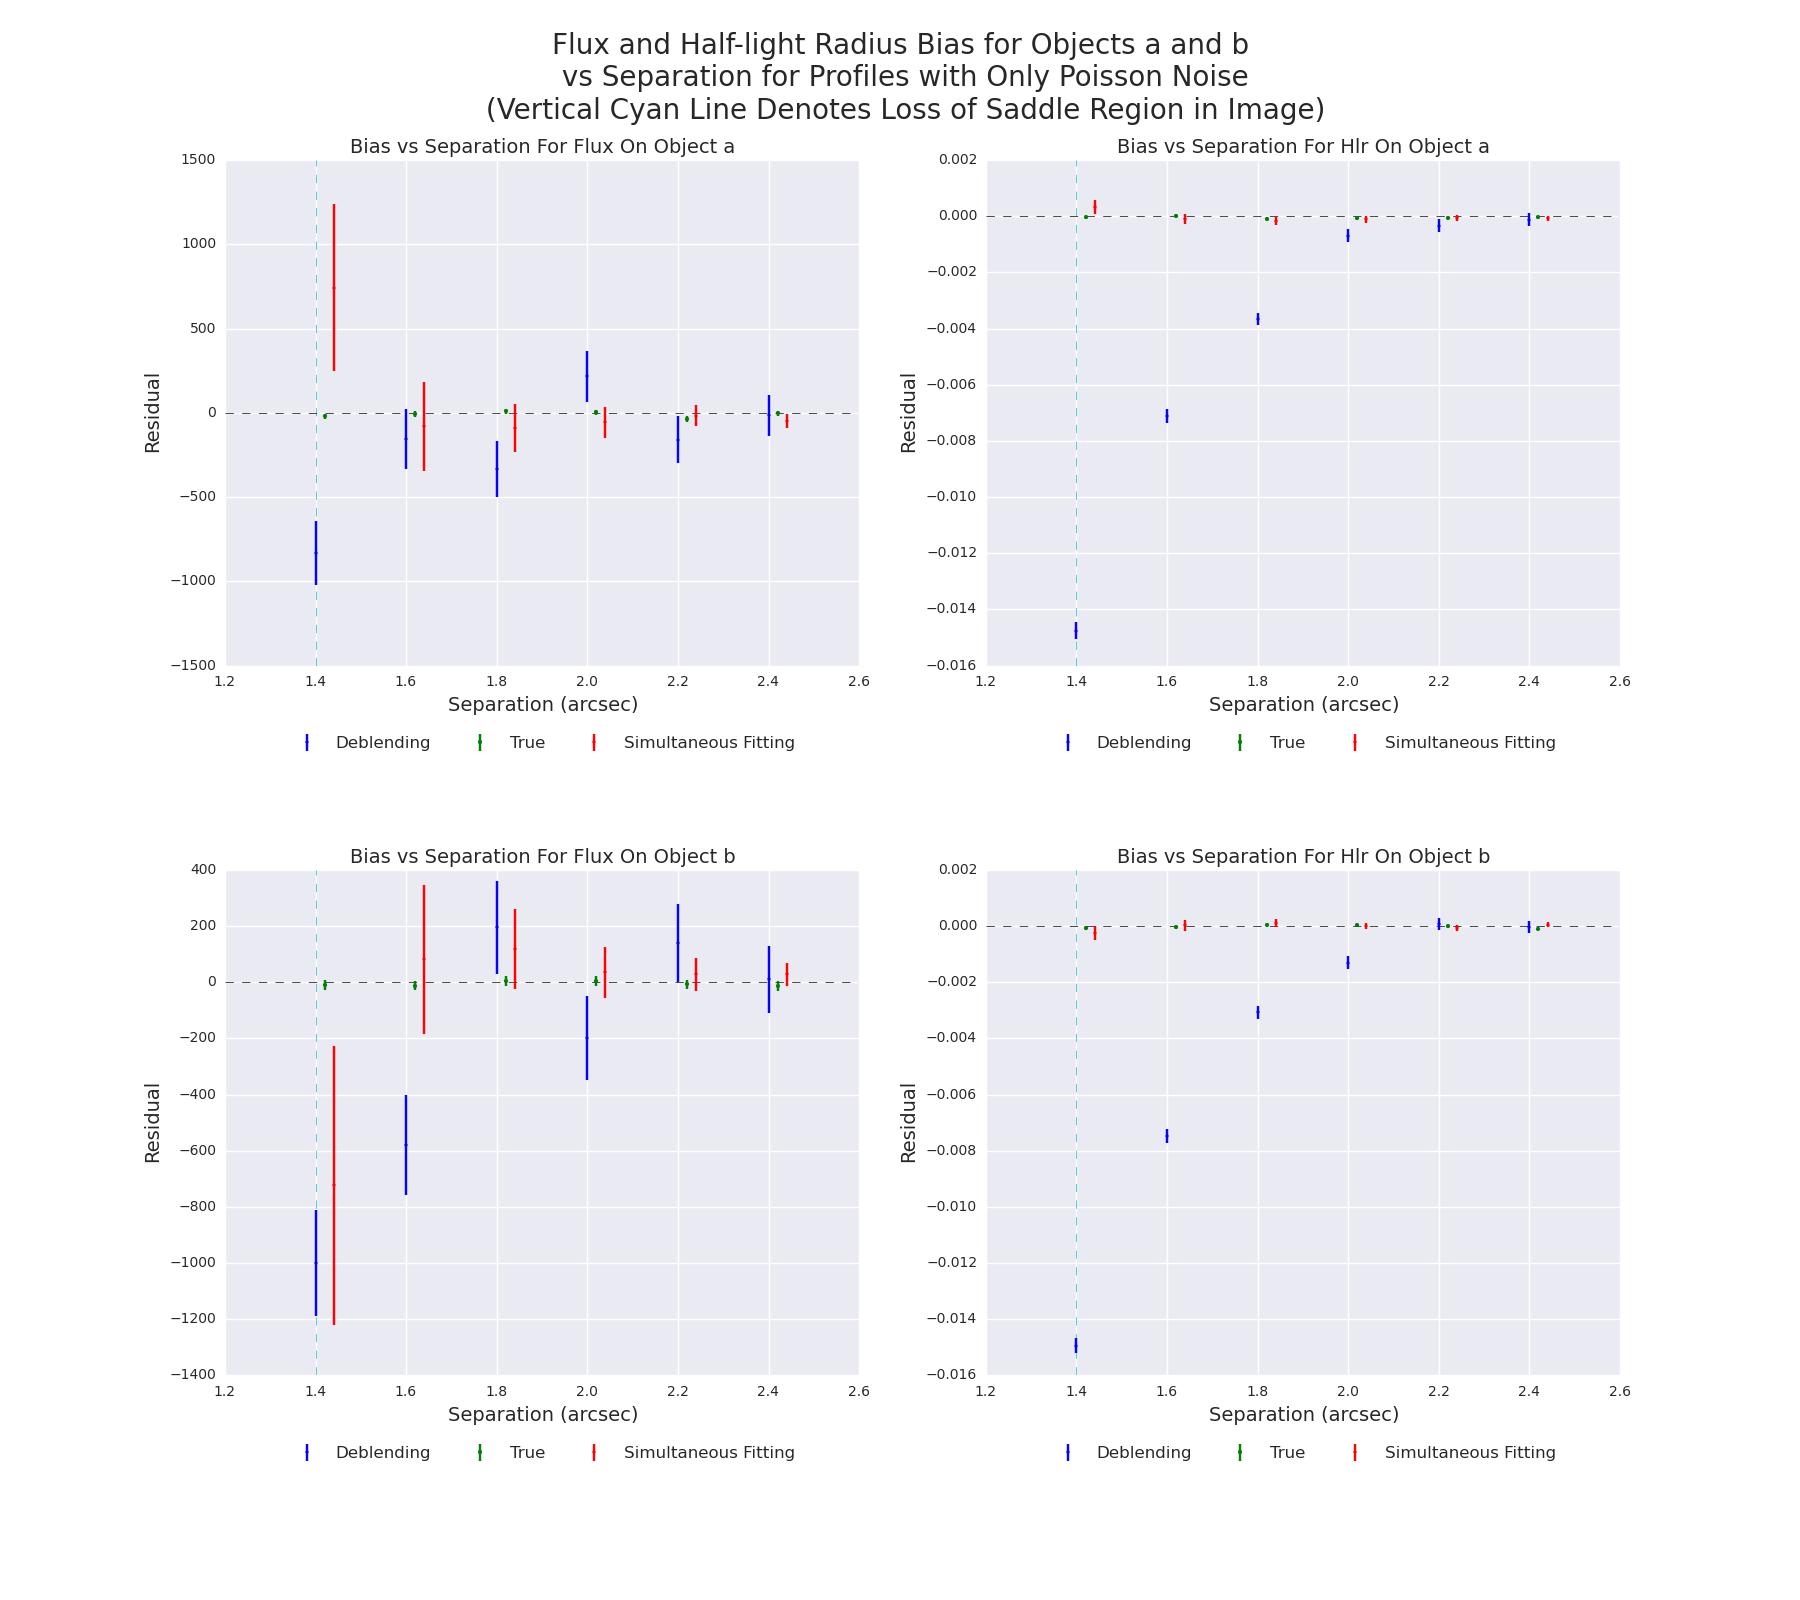 Flux and Half-light Radius Bias for Objects a and b
vs Separation for Profiles with Only Poisson Noise
(Vertical Cyan Line Denotes Loss of Saddle Region in Image)
Bias vs Separation For Flux On Object a
1500
1000
500
0
−500
−1000
−1500
Residual
1.2 1.4 1.6 1.8 2.0 2.2 2.4 2.6
Separation (arcsec)
Deblending True Simultaneous Fitting
Bias vs Separation For Hlr On Object a
0.002
0.000
−0.002
−0.004
−0.006
−0.008
−0.010
−0.012
−0.014
−0.016
Residual
1.2 1.4 1.6 1.8 2.0 2.2 2.4 2.6
Separation (arcsec)
Deblending True Simultaneous Fitting
Bias vs Separation For Flux On Object b
400
200
0
−200
−400
−600
−800
−1000
−1200
−1400
Residual
1.2 1.4 1.6 1.8 2.0 2.2 2.4 2.6
Separation (arcsec)
Deblending True Simultaneous Fitting
Bias vs Separation For Hlr On Object b
0.002
0.000
−0.002
−0.004
−0.006
−0.008
−0.010
−0.012
−0.014
−0.016
Residual
1.2 1.4 1.6 1.8 2.0 2.2 2.4 2.6
Separation (arcsec)
Deblending True Simultaneous Fitting